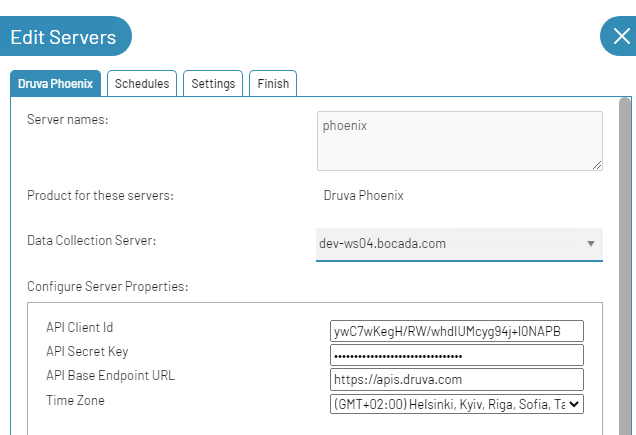 Edit Servers
Druva Phoenix Schedules Settings Finish
Server names: phoenix
Product for these servers: Druva Phoenix
Data Collection Server: dev-ws04.bocada.com
Configure Server Properties:
API Client Id ywC7wKegH/RW/whdIUMcyg94j+I0NAPB
API Secret Key ••••••••••••••••••••••••••••••••
API Base Endpoint URL https://apis.druva.com
Time Zone (GMT+02:00) Helsinki, Kyiv, Riga, Sofia, Ta